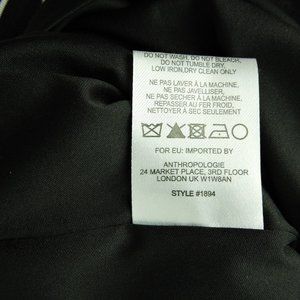 DO NOT WASH, DO NOT BLEACH,
DO NOT TUMBLE DRY,
LOW IRON,DRY CLEAN ONLY
NE PAS LAVER À LA MACHINE,
NE PAS JAVELLISER,
NE PAS SECHER A LA MACHINE,
REPASSER AU FER FROID,
NETTOYER À SEC SEULEMENT
FOR EU: IMPORTED BY
ANTHROPOLOGIE
24 MARKET PLACE, 3RD FLOOR
LONDON UK W1W8AN
STYLE #1894